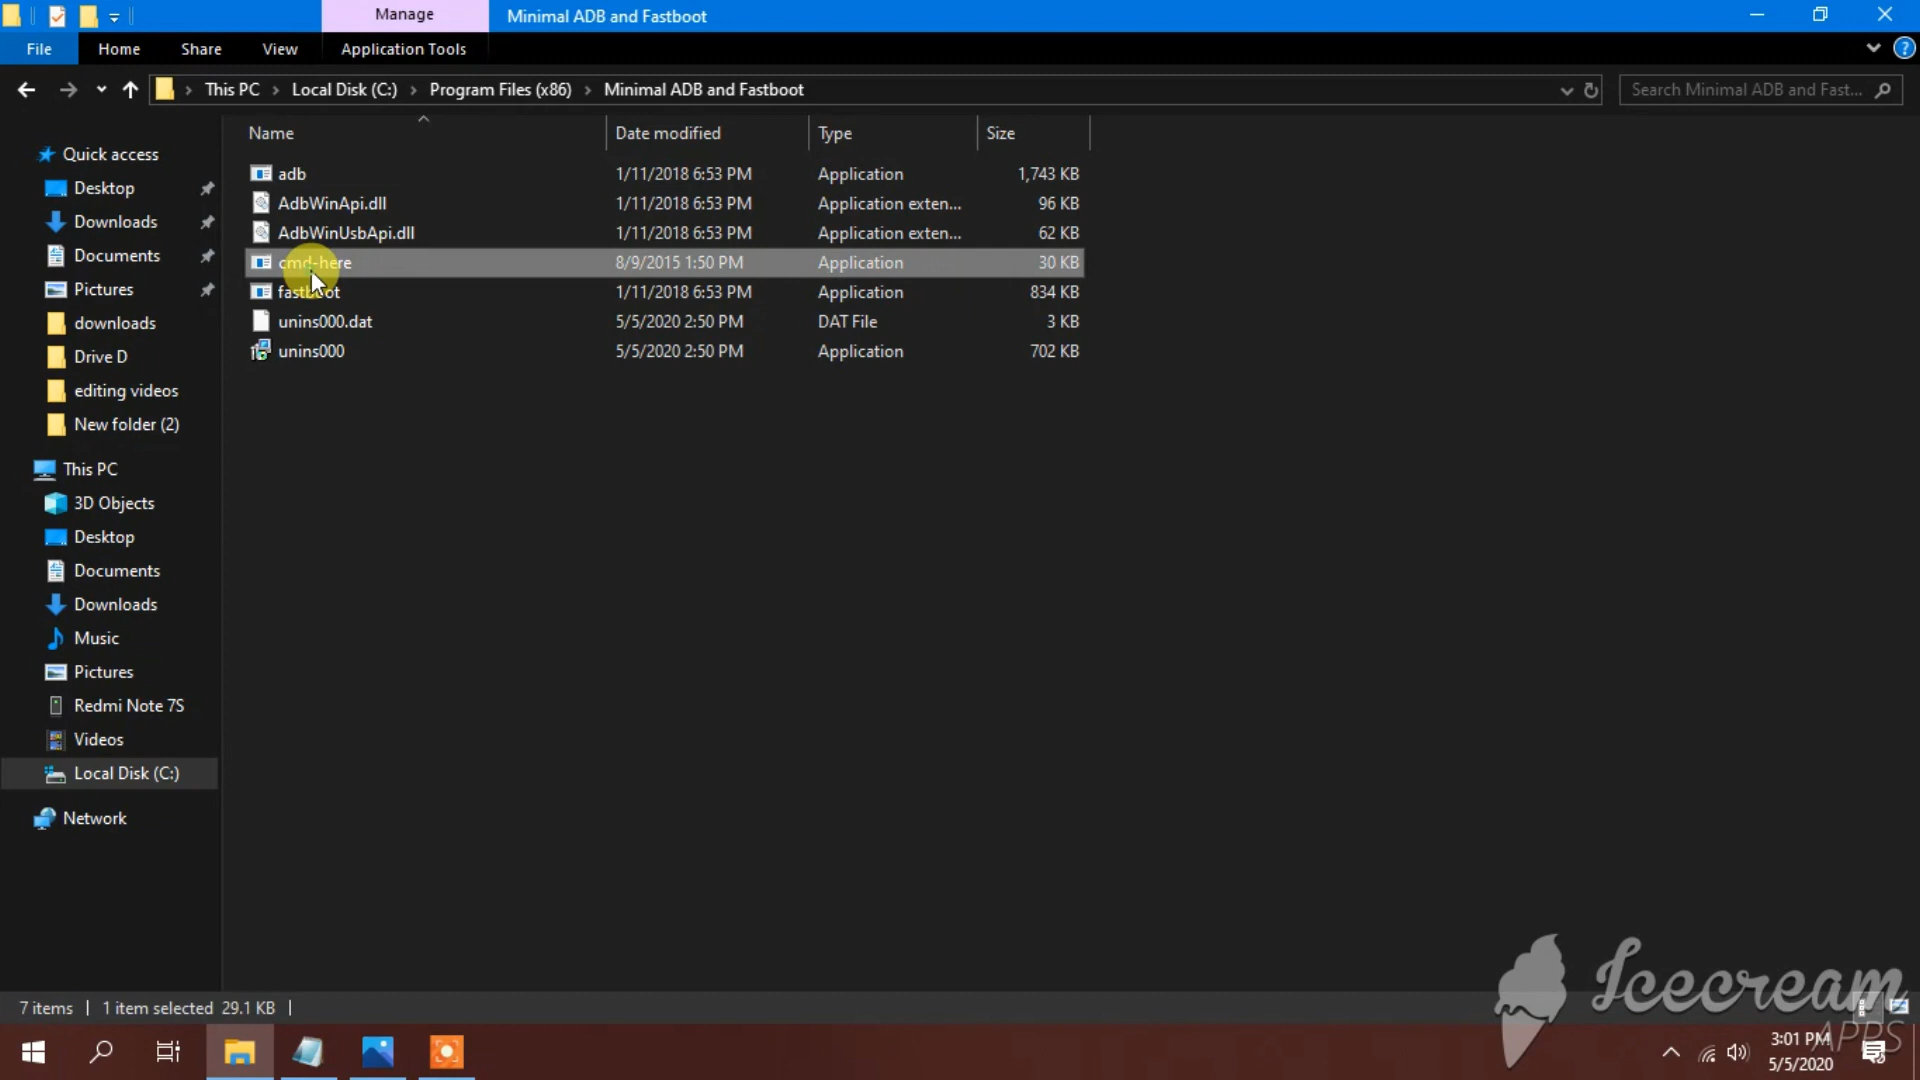 Manage
Minimal ADB and Fastboot
File Home Share View Application Tools
This PC Local Disk (C:) Program Files (x86) Minimal ADB and Fastboot
Search Minimal ADB and Fast...
Name Date modified Type Size
adb 1/11/2018 6:53 PM Application 1,743 KB
AdbWinApi.dll 1/11/2018 6:53 PM Application exten... 96 KB
AdbWinUsbApi.dll 1/11/2018 6:53 PM Application exten... 62 KB
cmd-here 8/9/2015 1:50 PM Application 30 KB
fastboot 1/11/2018 6:53 PM Application 834 KB
unins000.dat 5/5/2020 2:50 PM DAT File 3 KB
unins000 5/5/2020 2:50 PM Application 702 KB
Quick access
Desktop
Downloads
Documents
Pictures
downloads
Drive D
editing videos
New folder (2)
This PC
3D Objects
Desktop
Documents
Downloads
Music
Pictures
Redmi Note 7S
Videos
Local Disk (C:)
Network
7 items 1 item selected 29.1 KB
Icecream
APPS
3:01 PM
5/5/2020